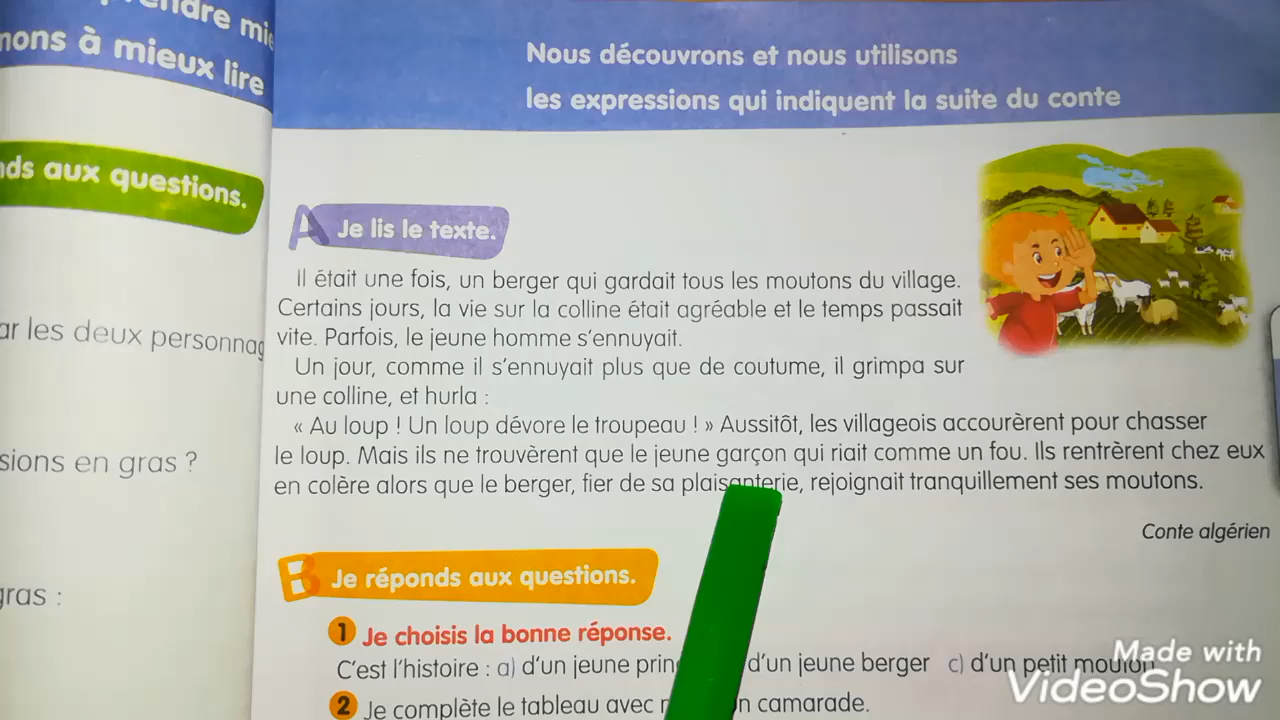 mons à mieux lire
nds aux questions.
ar les deux personnag
sions en gras ?
gras :
Nous découvrons et nous utilisons
les expressions qui indiquent la suite du conte
A Je lis le texte.
Il était une fois, un berger qui gardait tous les moutons du village.
Certains jours, la vie sur la colline était agréable et le temps passait
vite. Parfois, le jeune homme s'ennuyait.
Un jour, comme il s'ennuyait plus que de coutume, il grimpa sur
une colline, et hurla :
« Au loup ! Un loup dévore le troupeau ! » Aussitôt, les villageois accourèrent pour chasser
le loup. Mais ils ne trouvèrent que le jeune garçon qui riait comme un fou. Ils rentrèrent chez eux
en colère alors que le berger, fier de sa plaisanterie, rejoignait tranquillement ses moutons.
Conte algérien
B Je réponds aux questions.
1 Je choisis la bonne réponse.
C'est l'histoire : a) d'un jeune prin d'un jeune berger c) d'un petit mouton
2 Je complète le tableau avec n camarade.
Made with
VideoShow